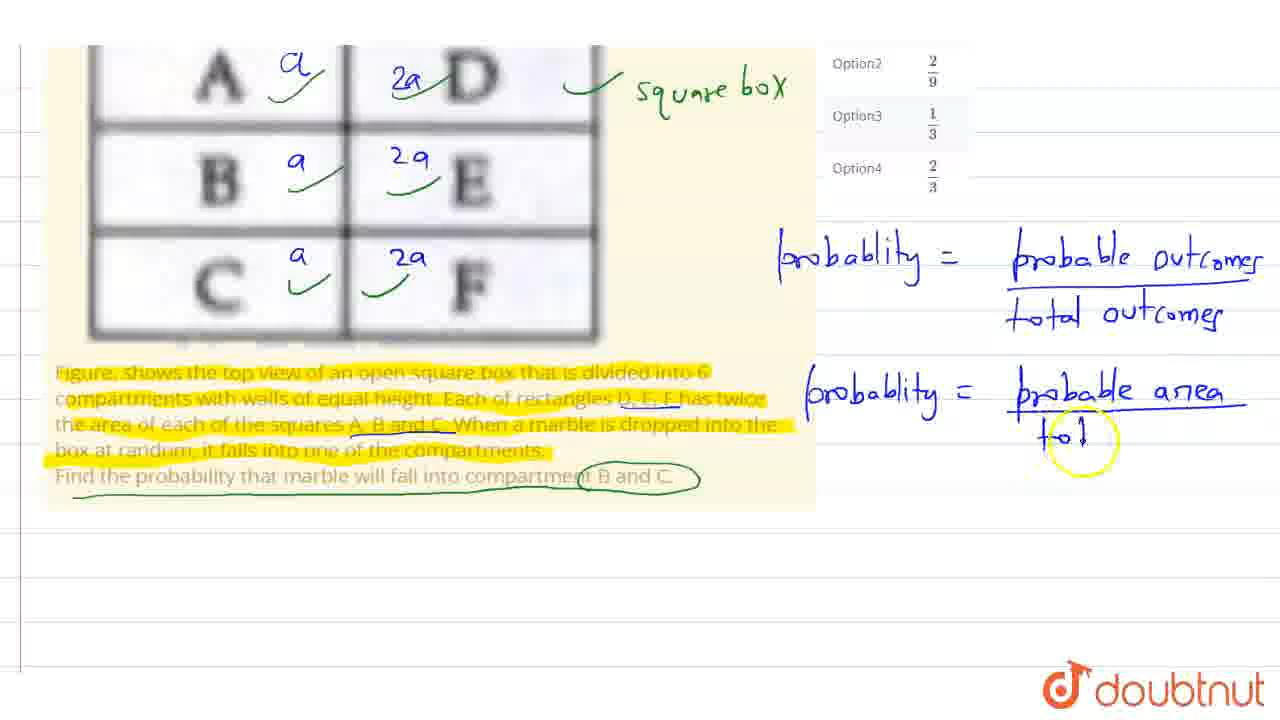 A a 2a D square box
B a 2a E
C a 2a F
Figure, shows the top view of an open square box that is divided into 6
compartments with walls of equal height. Each of rectangles D, E, F has twice
the area of each of the squares A, B and C. When a marble is dropped into the
box at random, it falls into one of the compartments.
Find the probability that marble will fall into compartment B and C.
Option2 2/9
Option3 1/3
Option4 2/3
probablity = probable outcomes
total outcomes
probablity = probable area
tol
doubtnut